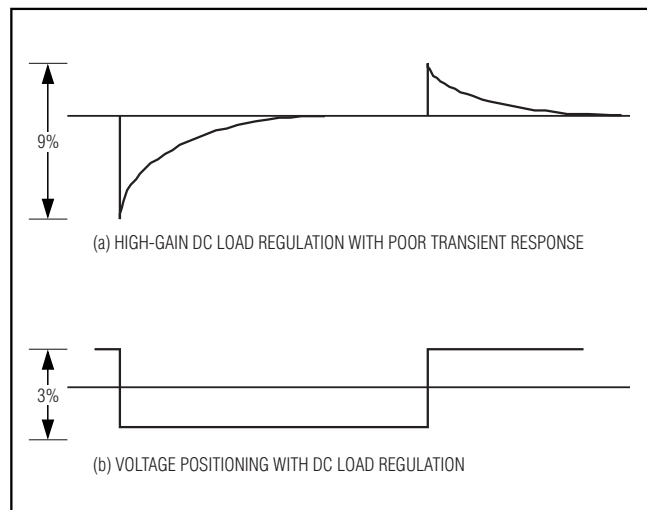 9%
(a) HIGH-GAIN DC LOAD REGULATION WITH POOR TRANSIENT RESPONSE
3%
(b) VOLTAGE POSITIONING WITH DC LOAD REGULATION